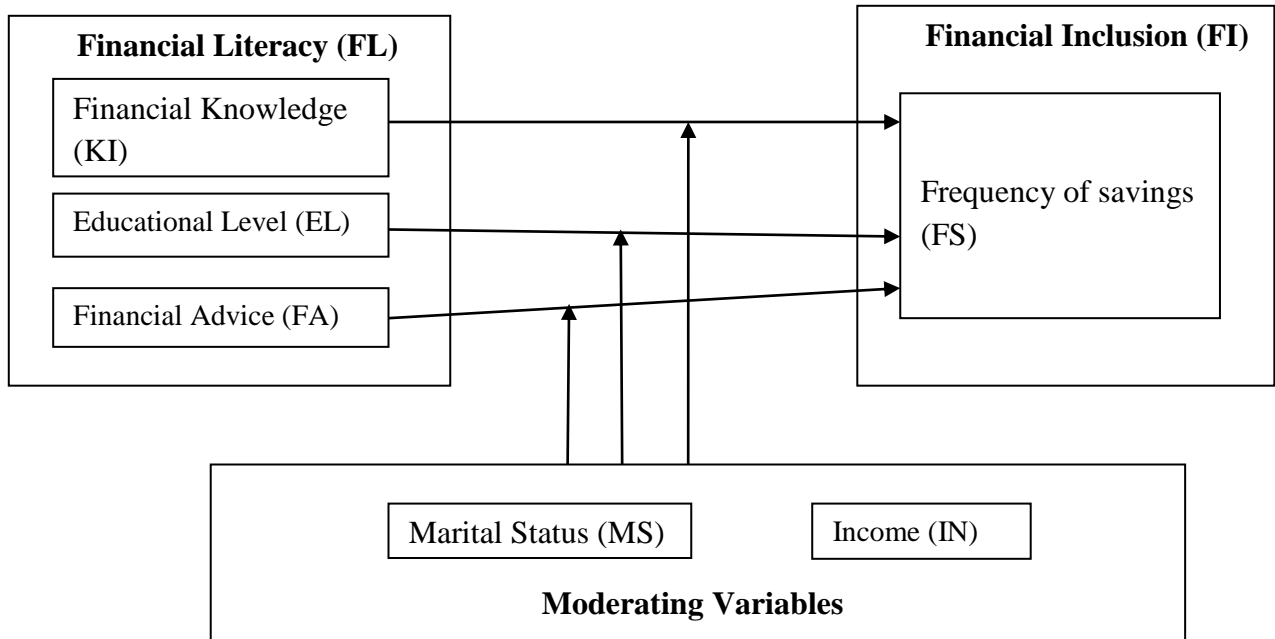 Financial Literacy (FL)
Financial Knowledge
(KI)
Educational Level (EL)
Financial Advice (FA)
Financial Inclusion (FI)
Frequency of savings
(FS)
Marital Status (MS)
Income (IN)
Moderating Variables